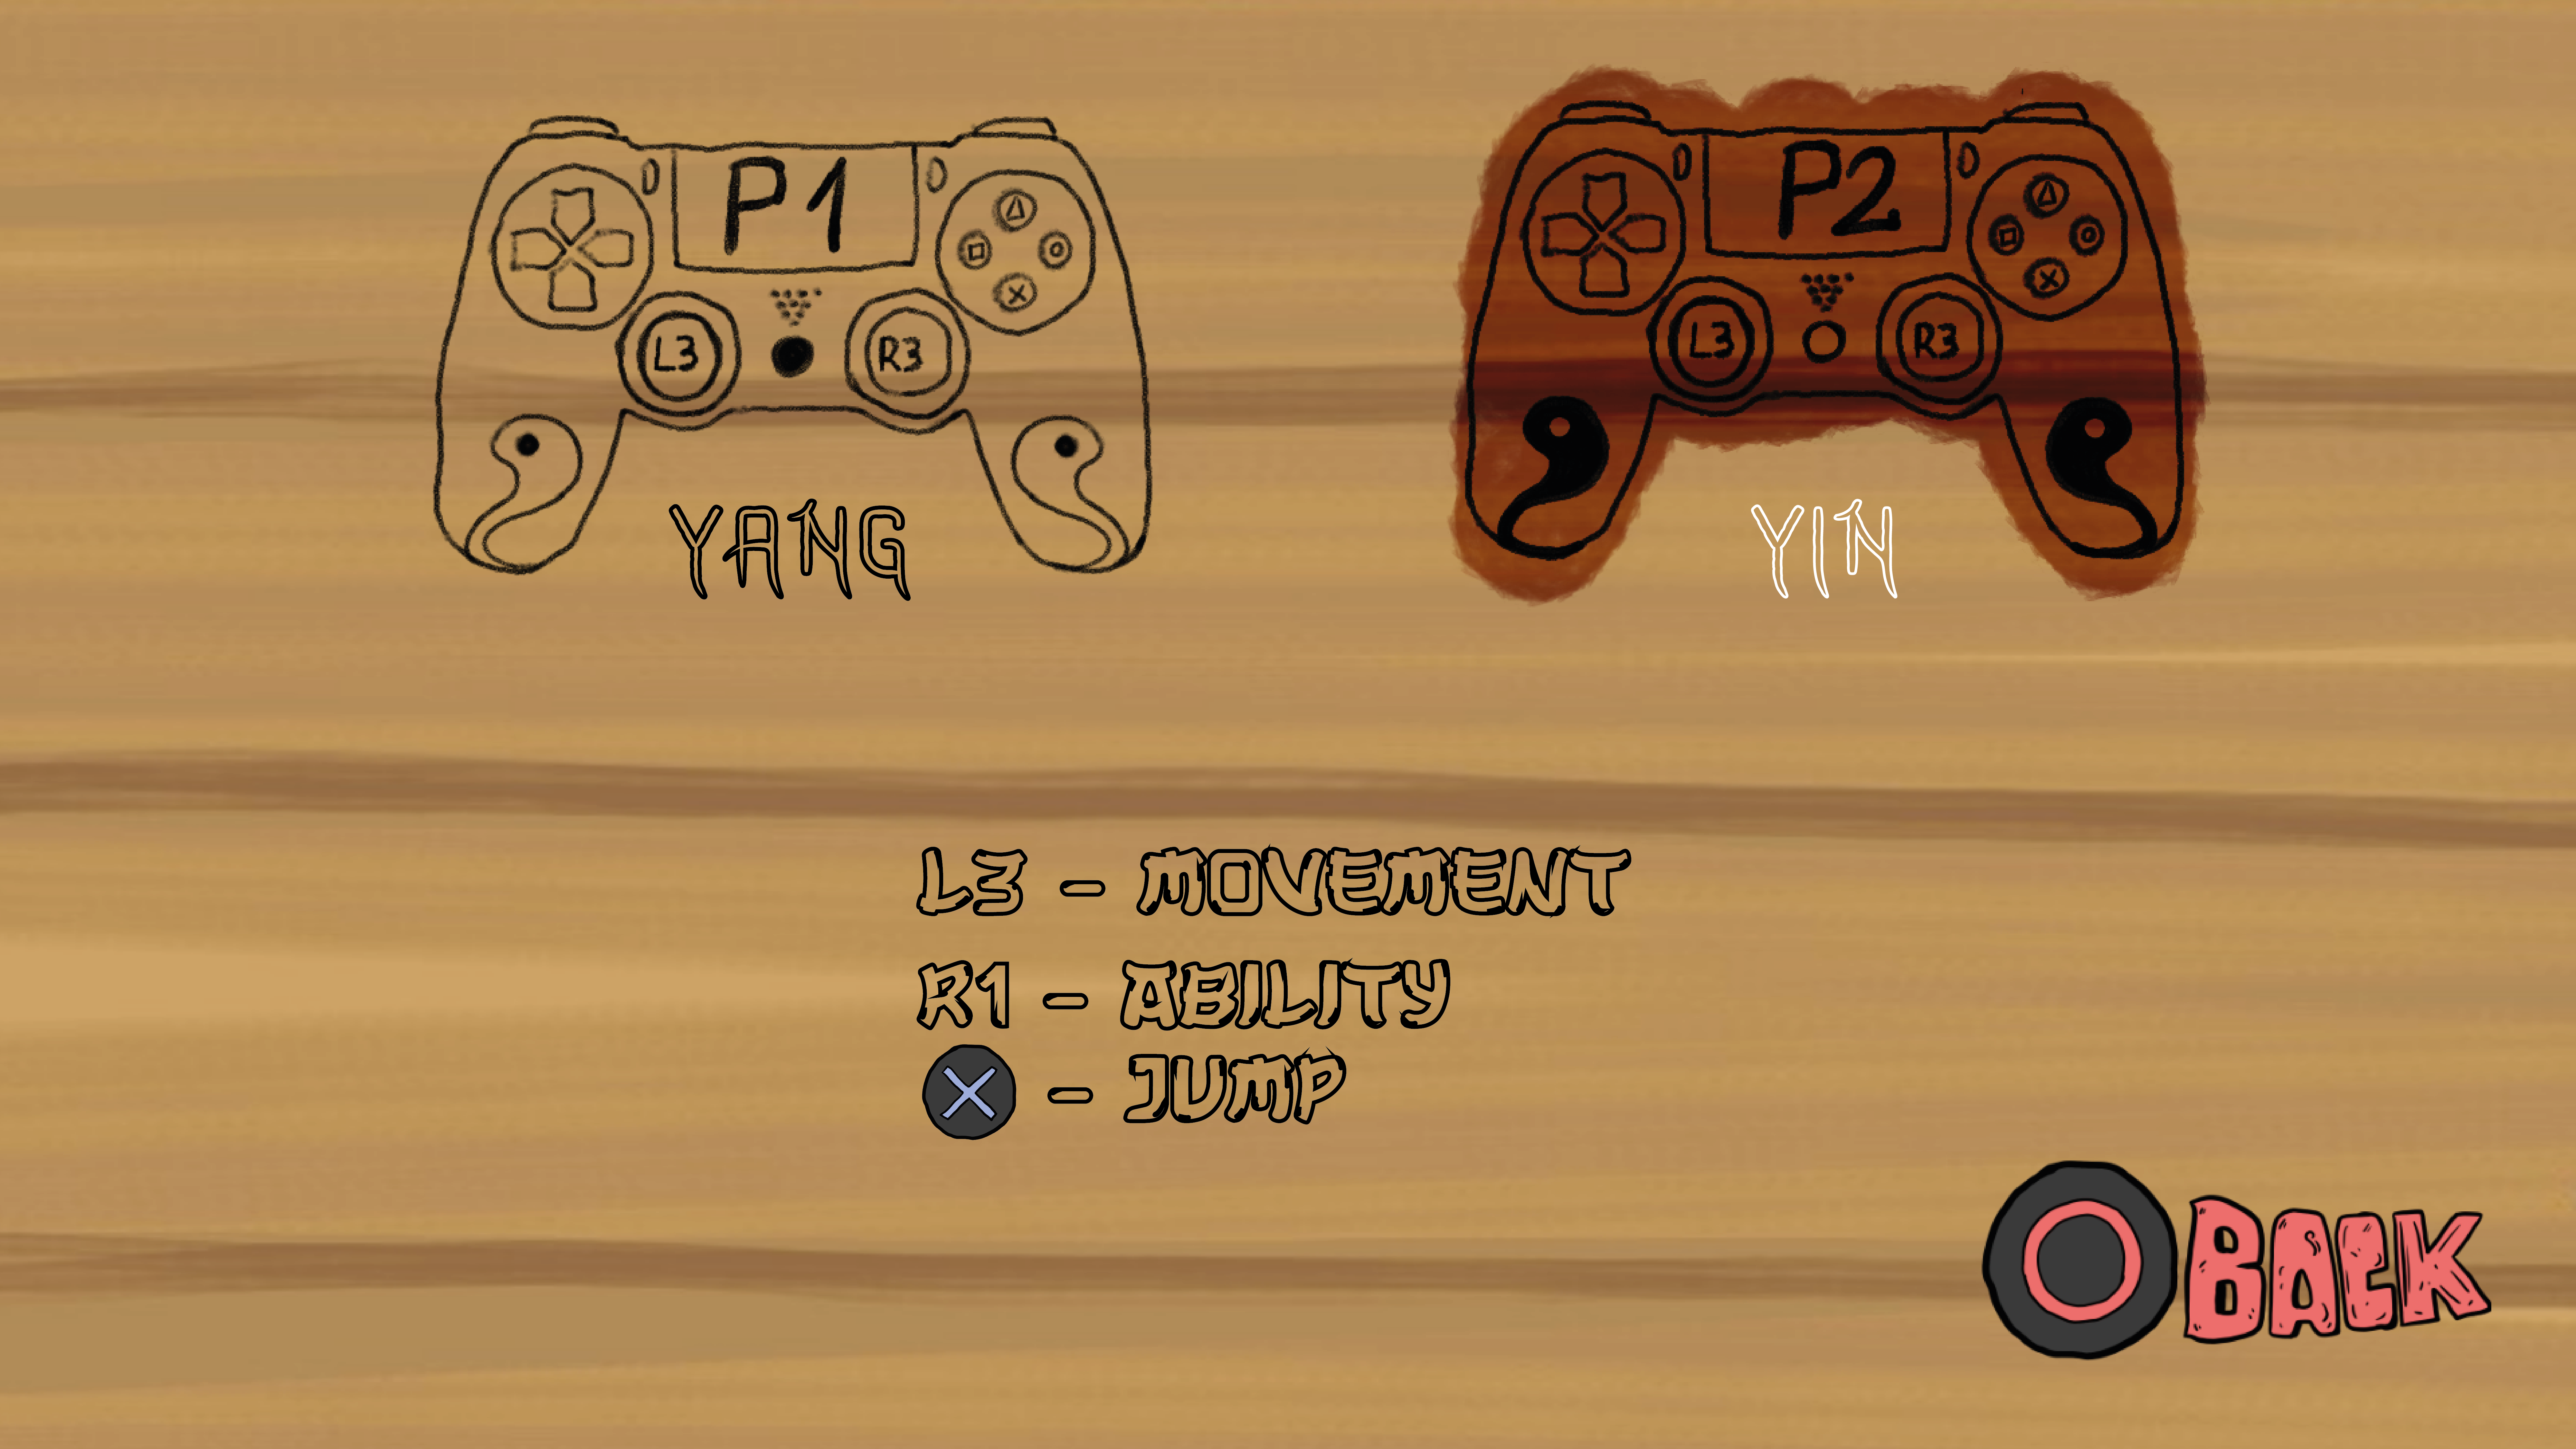 P1
P2
L3
R3
L3
R3
YANG
YIN
L3 - MOVEMENT
R1 - ABILITY
X - JUMP
BACK